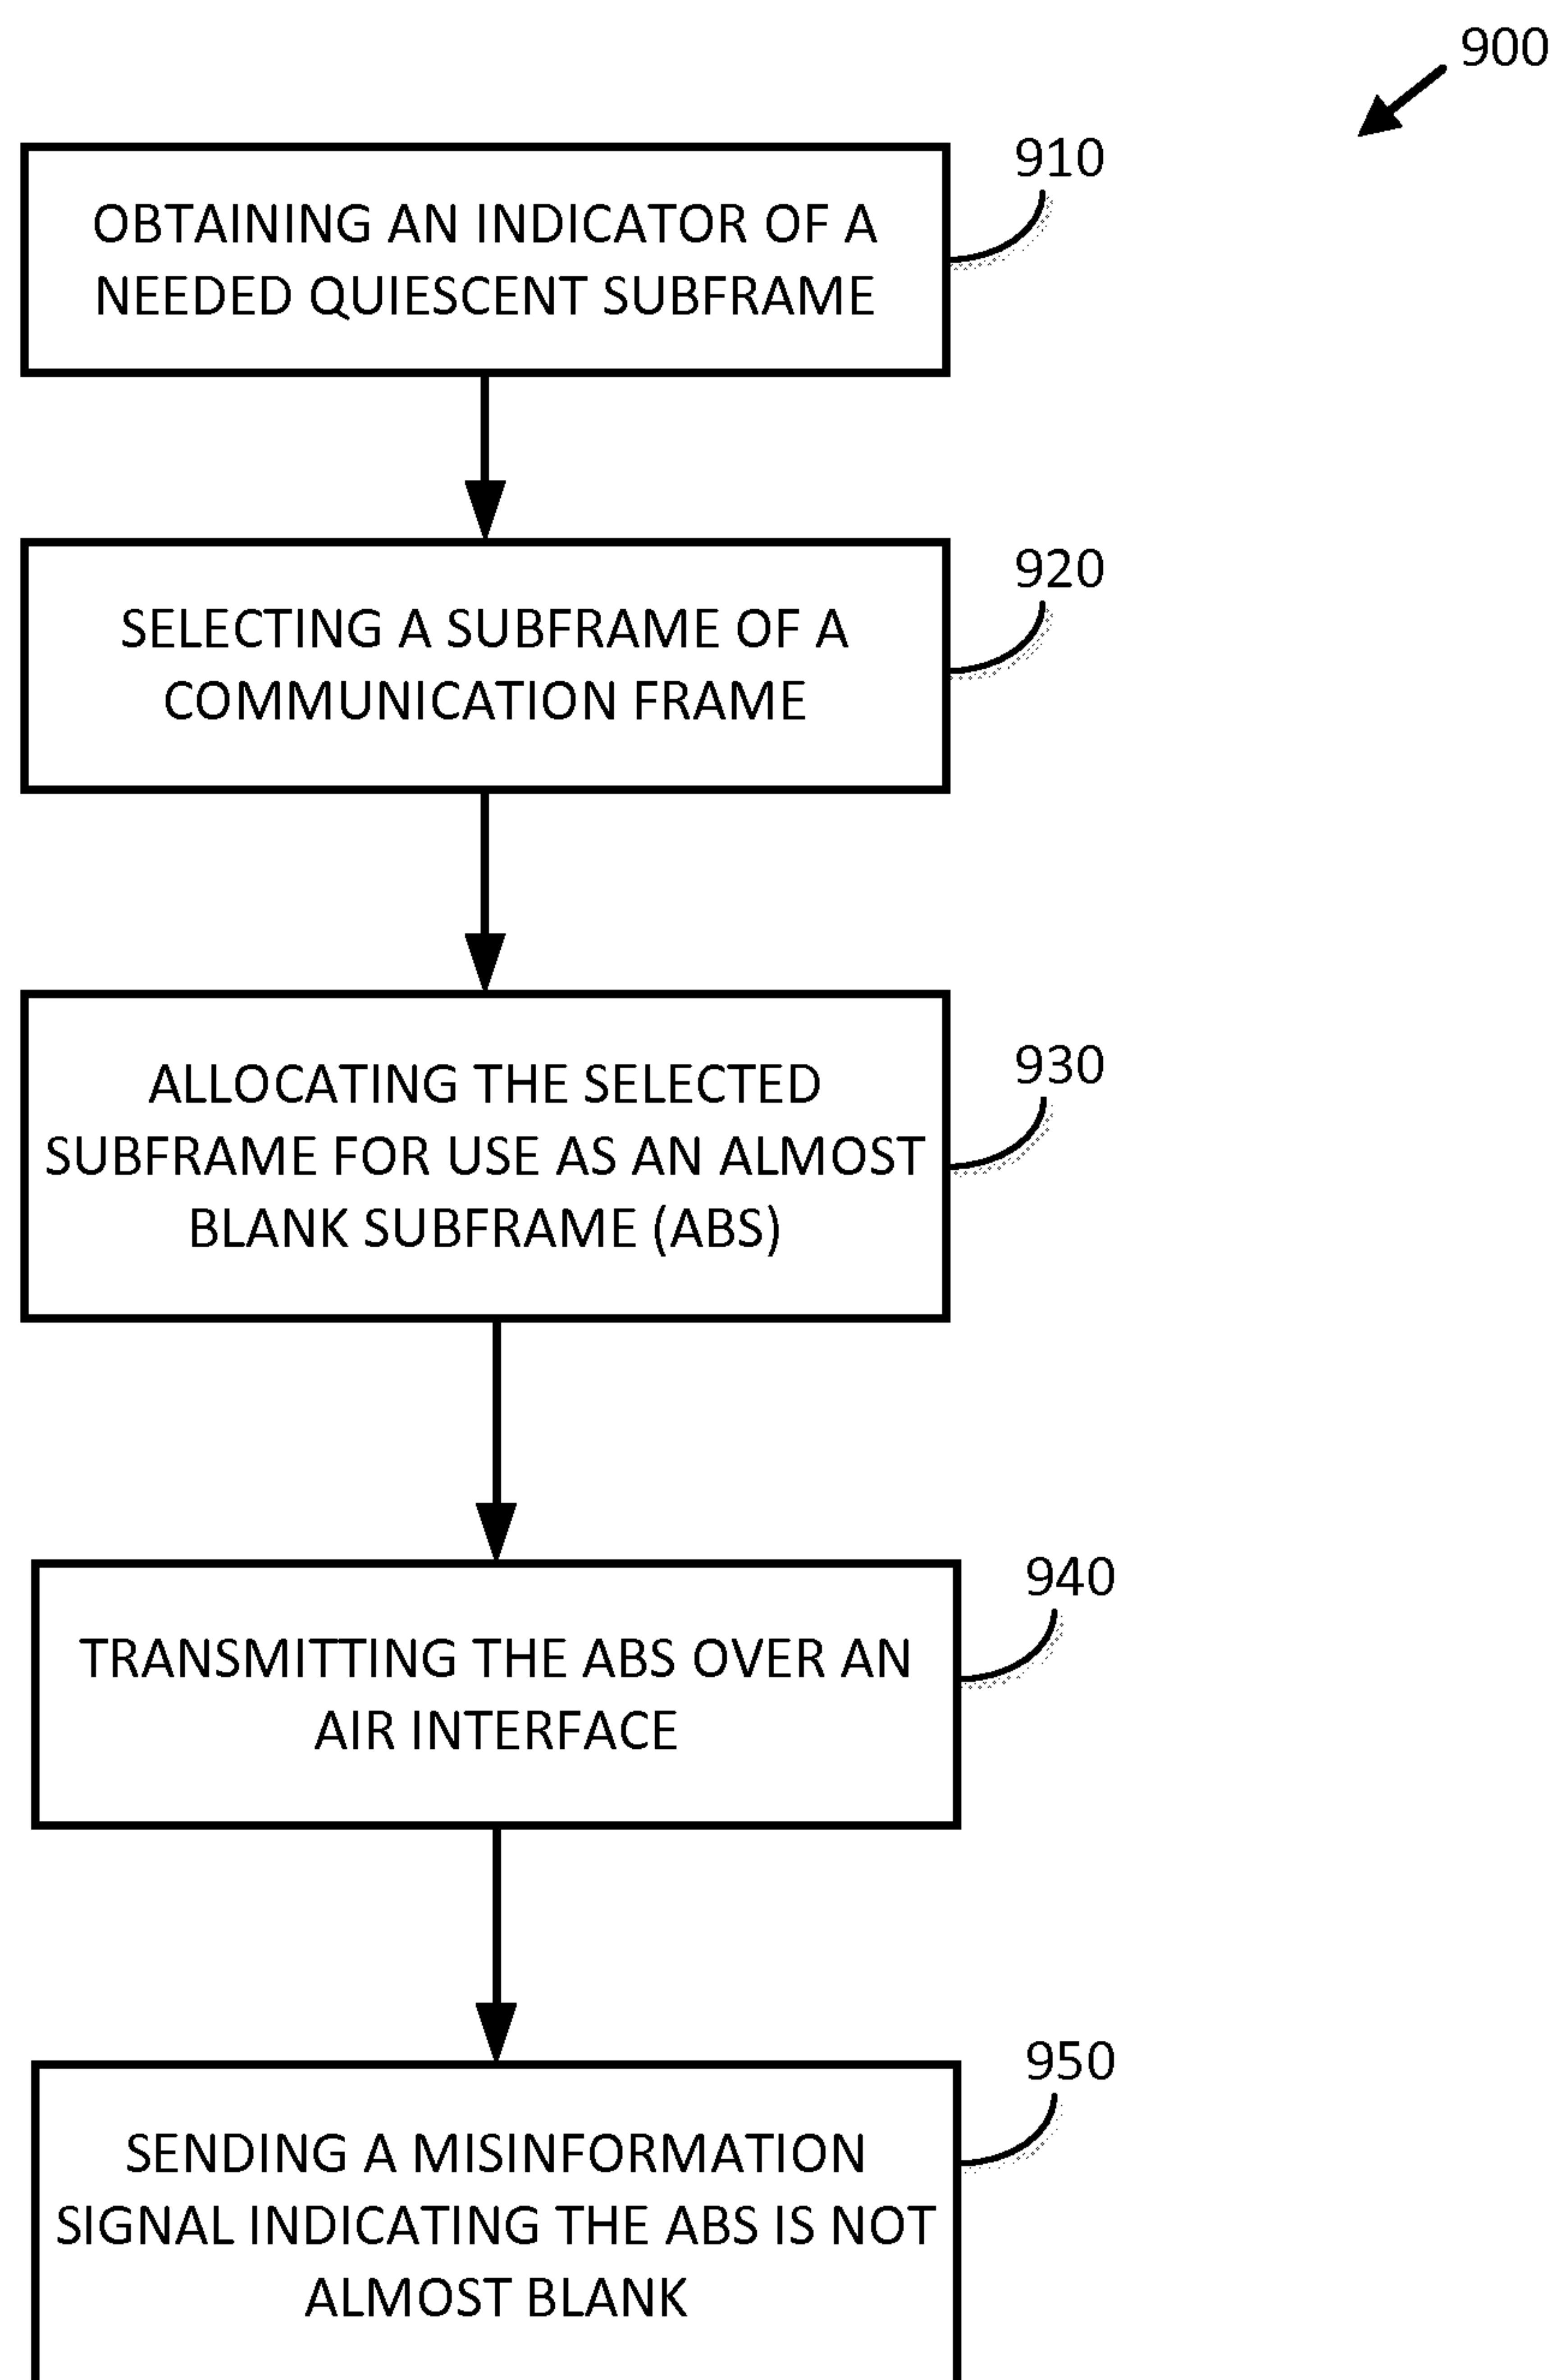 900
910
OBTAINING AN INDICATOR OF A
NEEDED QUIESCENT SUBFRAME
920
SELECTING A SUBFRAME OF A
COMMUNICATION FRAME
930
ALLOCATING THE SELECTED
SUBFRAME FOR USE AS AN ALMOST
BLANK SUBFRAME (ABS)
940
TRANSMITTING THE ABS OVER AN
AIR INTERFACE
950
SENDING A MISINFORMATION
SIGNAL INDICATING THE ABS IS NOT
ALMOST BLANK